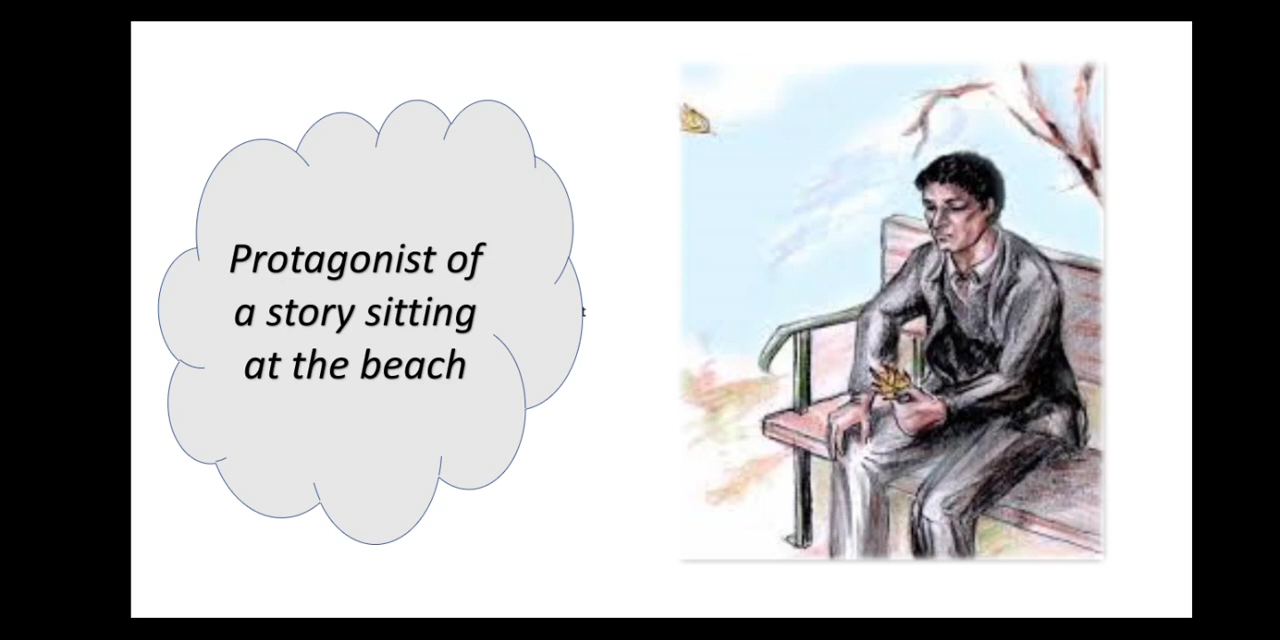 Protagonist of
a story sitting
at the beach